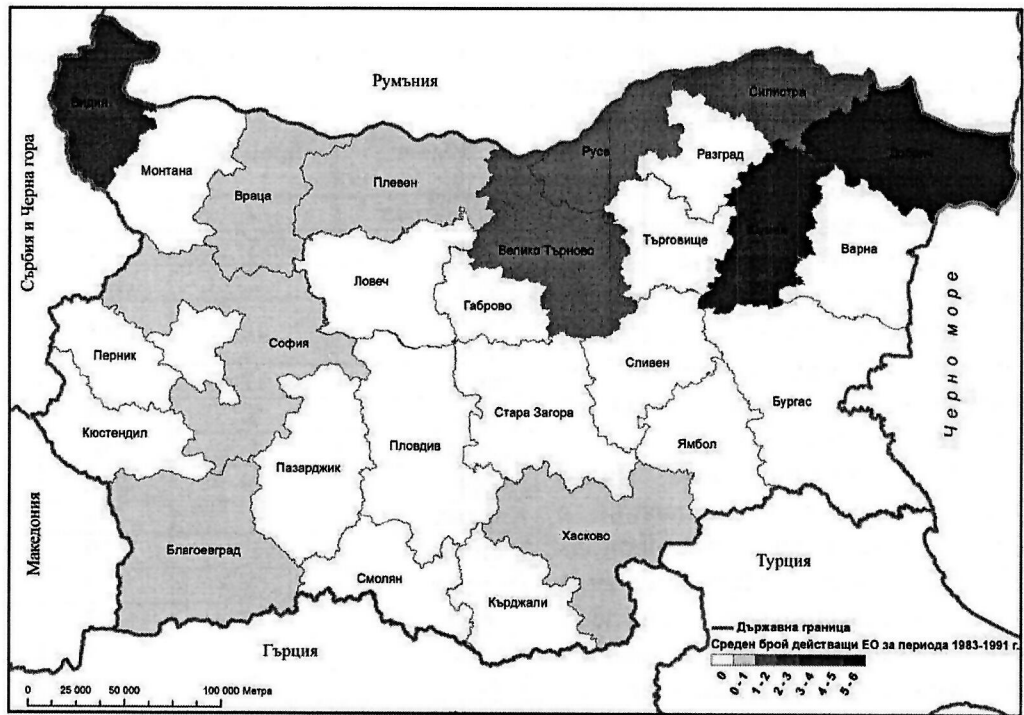 Румъния
Видин
Силистра
Русе
Разград
Монтана
Враца
Плевен
Велико Търново
Търговище
Варна
Ловеч
Габрово
Сърбия и Черна гора
Черно море
Перник
София
Сливен
Бургас
Стара Загора
Кюстендил
Пловдив
Ямбол
Пазарджик
Македония
Благоевград
Хасково
Смолян
Кърджали
Турция
Гърция
Държавна граница
Среден брой действащи ЕО за периода 1983-1991 г.
0
0 - 1
1 - 2
2 - 3
3 - 4
4 - 5
5 - 6
0 25 000 50 000 100 000 Метра